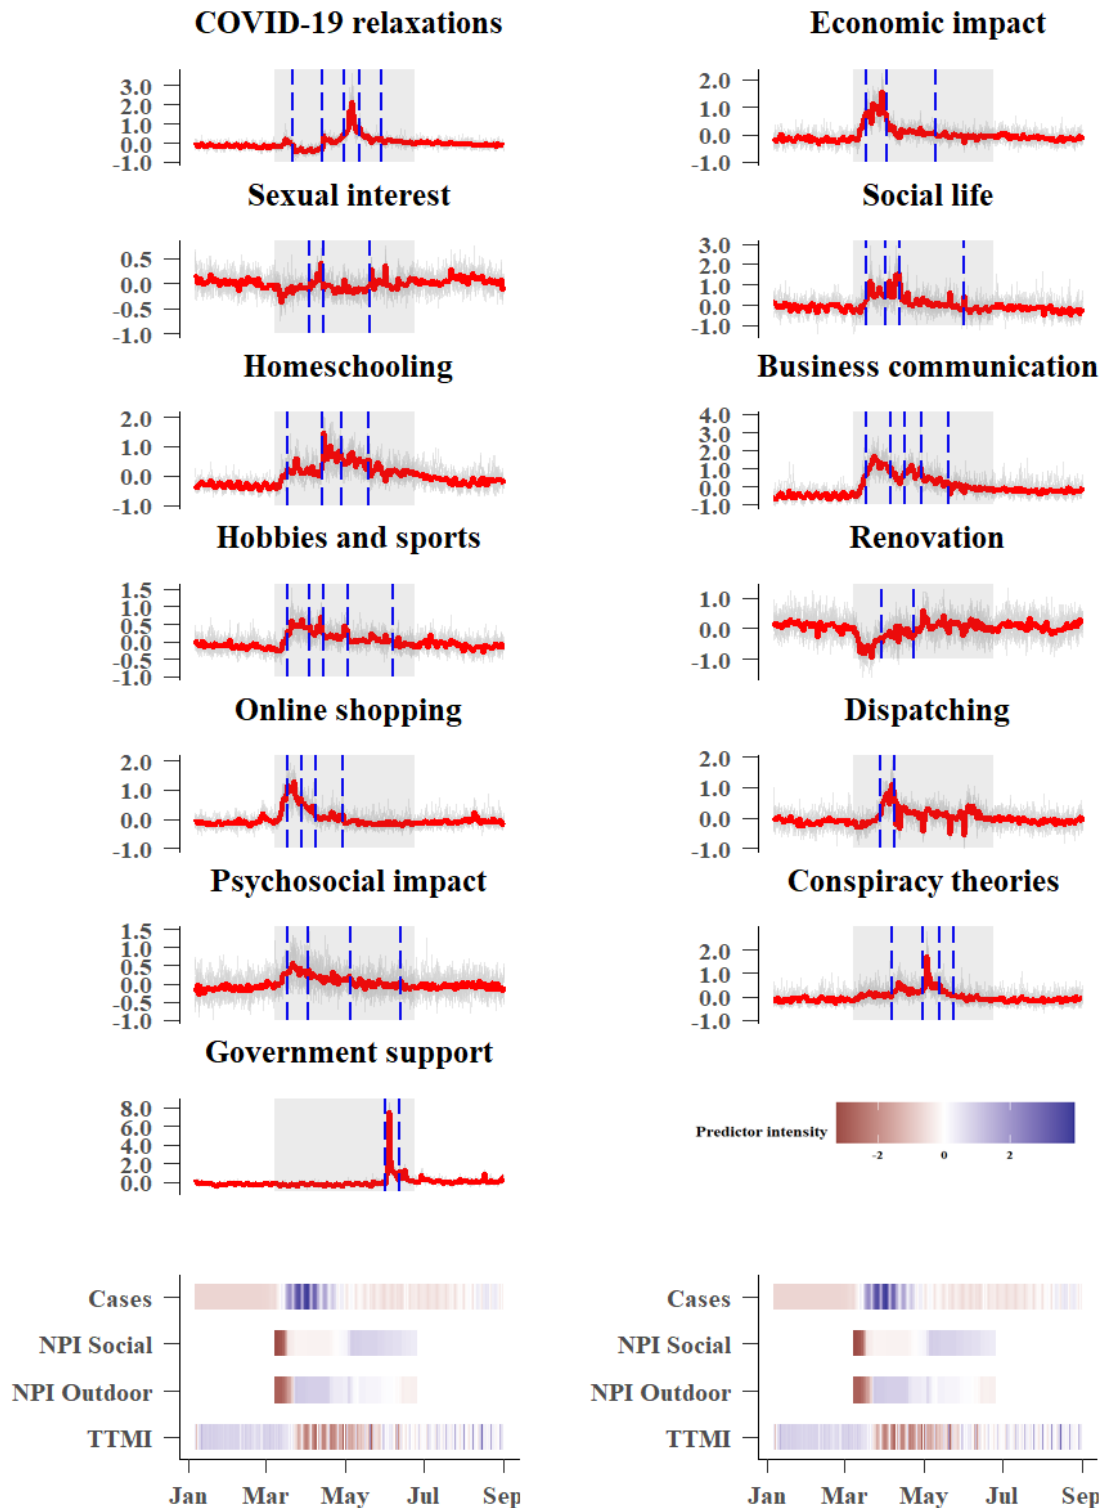 COVID-19 relaxations
Economic impact
3.0
2.0
1.0
0.0
-1.0
2.0
1.0
0.0
-1.0
Sexual interest
Social life
0.5
0.0
-0.5
-1.0
3.0
2.0
1.0
0.0
-1.0
Homeschooling
Business communication
2.0
1.0
0.0
-1.0
4.0
3.0
2.0
1.0
0.0
-1.0
Hobbies and sports
Renovation
1.5
1.0
0.5
0.0
-0.5
-1.0
1.0
0.0
-1.0
Online shopping
Dispatching
2.0
1.0
0.0
-1.0
2.0
1.0
0.0
-1.0
Psychosocial impact
Conspiracy theories
1.5
1.0
0.5
0.0
-0.5
-1.0
2.0
1.0
0.0
-1.0
Government support
8.0
6.0
4.0
2.0
0.0
Predictor intensity
-2 0 2
Cases
NPI Social
NPI Outdoor
TTMI
Jan Mar May Jul Sep
Cases
NPI Social
NPI Outdoor
TTMI
Jan Mar May Jul Sep